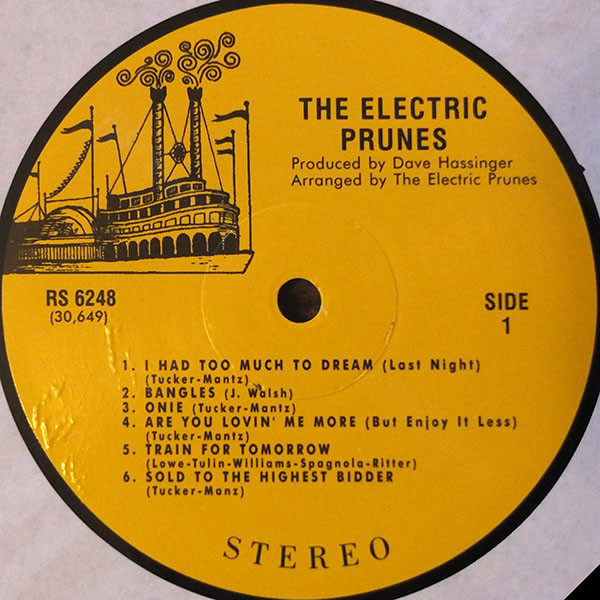 THE ELECTRIC
PRUNES
Produced by Dave Hassinger
Arranged by The Electric Prunes
RS 6248
(30,649)
SIDE
1
1. I HAD TOO MUCH TO DREAM (Last Night)
(Tucker-Mantz)
2. BANGLES (J. Walsh)
3. ONIE (Tucker-Mantz)
4. ARE YOU LOVIN' ME MORE (But Enjoy It Less)
(Tucker-Mantz)
5. TRAIN FOR TOMORROW
(Lowe-Tulin-Williams-Spagnola-Ritter)
6. SOLD TO THE HIGHEST BIDDER
(Tucker-Manz)
STEREO